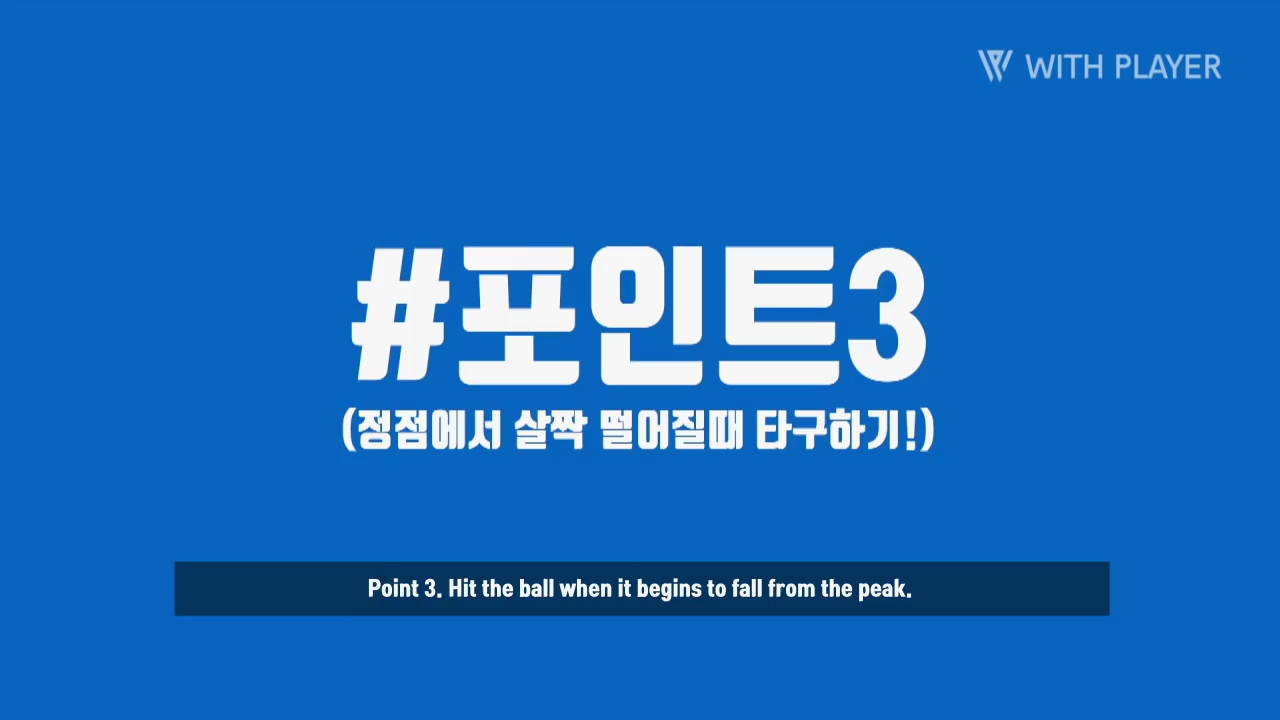 WITH PLAYER
#포인트3
(정점에서 살짝 떨어질때 타구하기!)
Point 3. Hit the ball when it begins to fall from the peak.